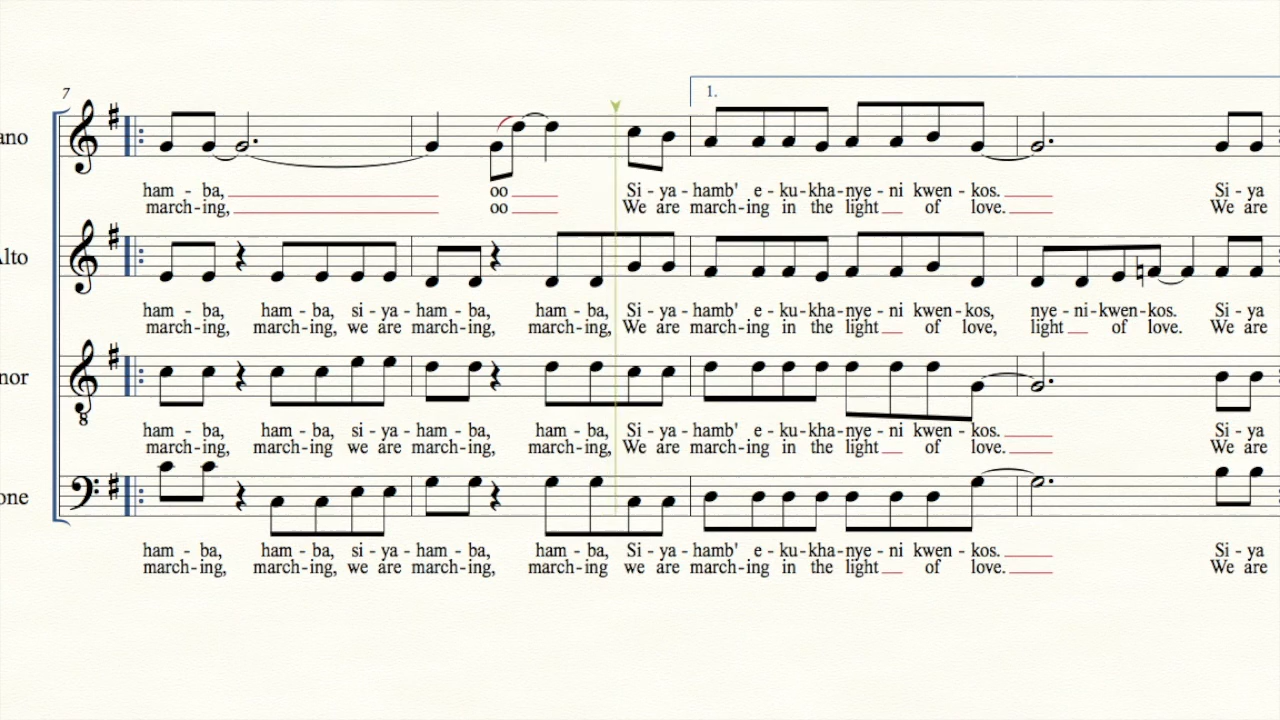 7
1.
ano
ham - ba, oo Si - ya - hamb' e - ku - kha - nye - ni kwen - kos. Si - ya
march - ing, oo We are march - ing in the light of love. We are
Alto
ham - ba, ham - ba, si - ya - ham - ba, ham - ba, Si - ya - hamb' e - ku - kha - nye - ni kwen - kos, nye - ni - kwen - kos. Si - ya
march - ing, march - ing, we are march - ing, march - ing, We are march - ing in the light of love, light of love. We are
nor
8
ham - ba, ham - ba, si - ya - ham - ba, ham - ba, Si - ya - hamb' e - ku - kha - nye - ni kwen - kos. Si - ya
march - ing, march - ing we are march - ing, march - ing, We are march - ing in the light of love. We are
one
ham - ba, ham - ba, si - ya - ham - ba, ham - ba, Si - ya - hamb' e - ku - kha - nye - ni kwen - kos. Si - ya
march - ing, march - ing, we are march - ing, march - ing we are march - ing in the light of love. We are